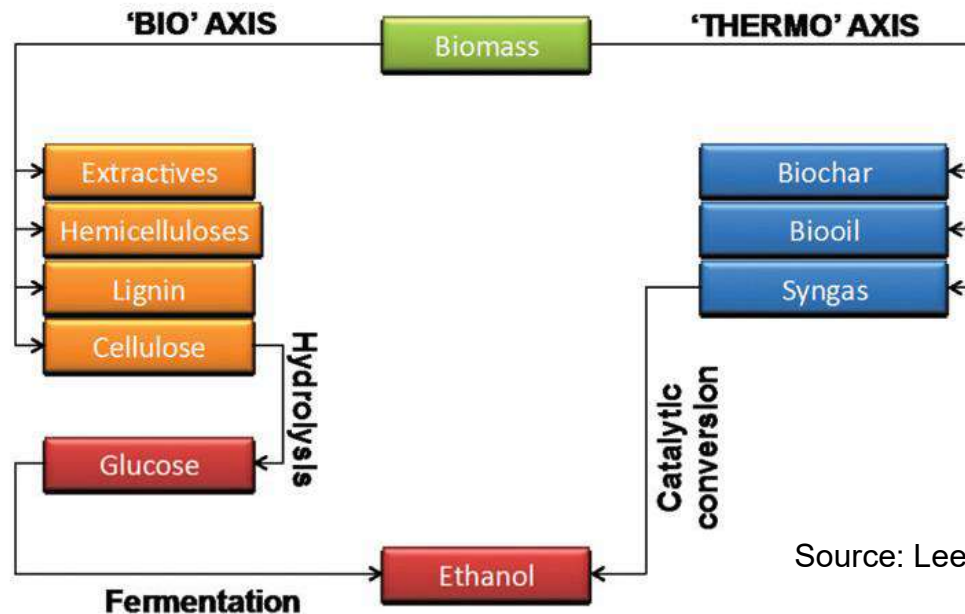 ‘BIO’ AXIS
Biomass
‘THERMO’ AXIS
Extractives
Hemicelluloses
Lignin
Cellulose
Hydrolysis
Glucose
Fermentation
Biochar
Biooil
Syngas
Catalytic
conversion
Ethanol
Source: Lee